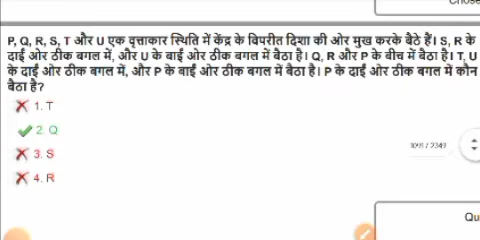 P, Q, R, S, T और U एक वृत्ताकार स्थिति में केंद्र के विपरीत दिशा की ओर मुख करके बैठे हैं। S, R के
दाईं ओर ठीक बगल में, और U के बाईं ओर ठीक बगल में बैठा है। Q, R और P के बीच में बैठा है। T, U
के दाईं ओर ठीक बगल में, और P के बाईं ओर ठीक बगल में बैठा है। P के दाईं ओर ठीक बगल में कौन
बैठा है?
1. T
2. Q
3. S
4. R
Qu